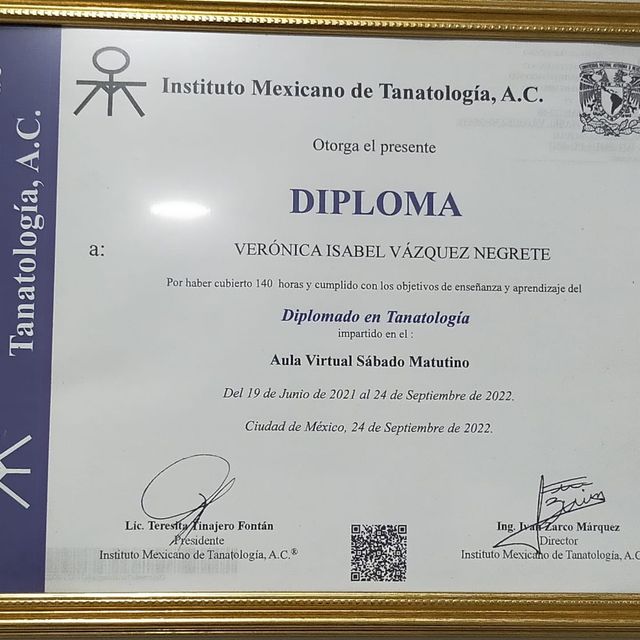 Instituto Mexicano de Tanatología, A.C.
Otorga el presente
DIPLOMA
a: VERÓNICA ISABEL VÁZQUEZ NEGRETE
Por haber cubierto 140 horas y cumplido con los objetivos de enseñanza y aprendizaje del
Diplomado en Tanatología
impartido en el :
Aula Virtual Sábado Matutino
Del 19 de Junio de 2021 al 24 de Septiembre de 2022.
Ciudad de México, 24 de Septiembre de 2022.
Lic. Teresita Tinajero Fontán
Presidente
Instituto Mexicano de Tanatología, A.C.®
Ing. Iván Zarco Márquez
Director
Instituto Mexicano de Tanatología, A.C.
Tanatología, A.C.